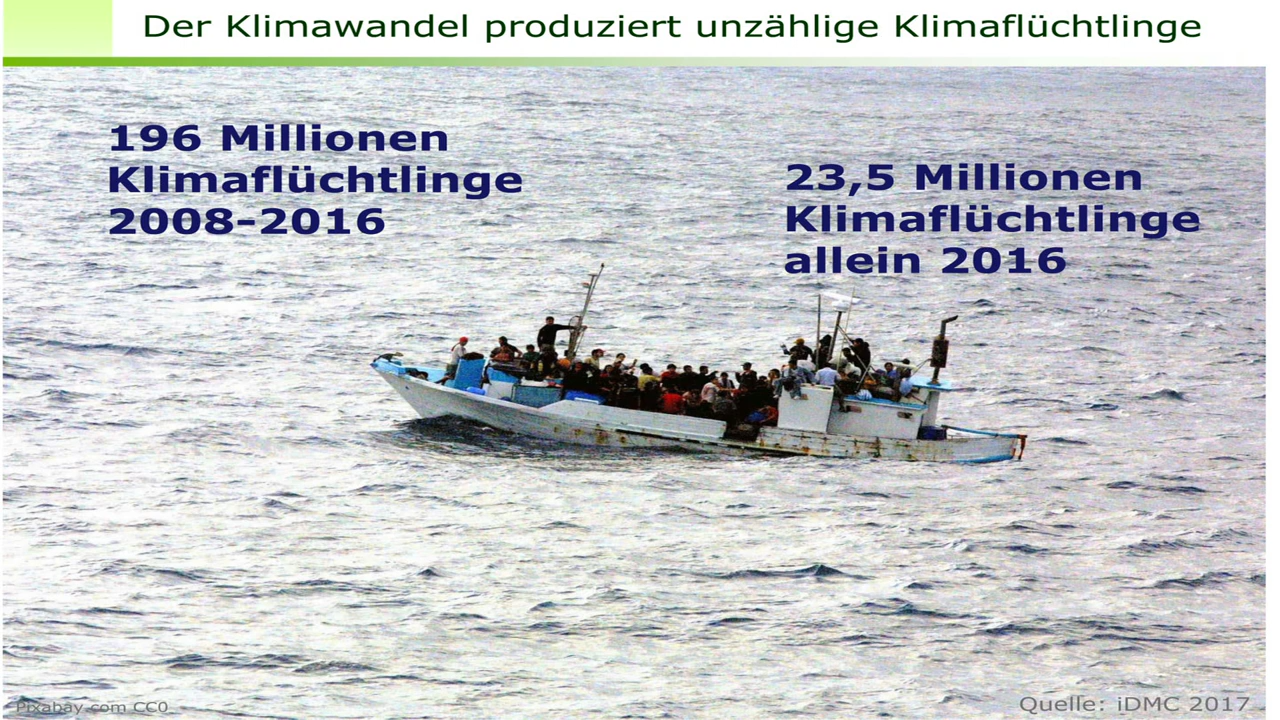 Der Klimawandel produziert unzählige Klimaflüchtlinge
196 Millionen
Klimaflüchtlinge
2008-2016
23,5 Millionen
Klimaflüchtlinge
allein 2016
Pixabay.com CC0
Quelle: iDMC 2017